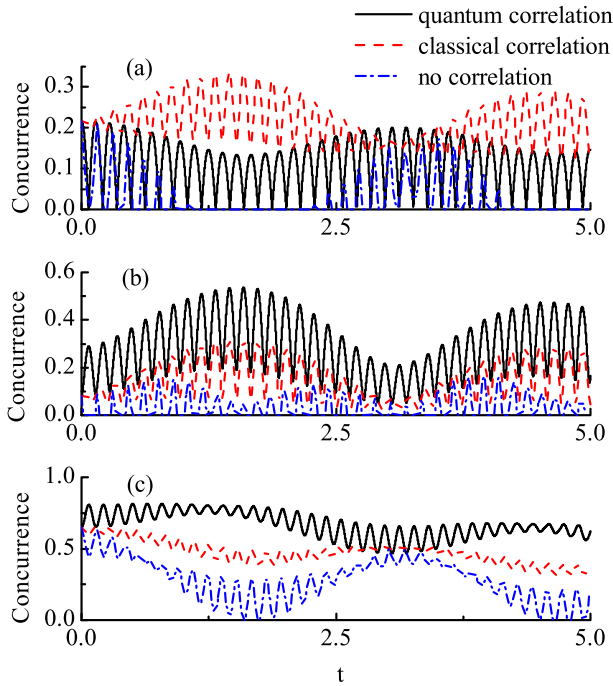 quantum correlation
classical correlation
no correlation
(a)
Concurrence
0.3
0.2
0.1
0.0
0.0 2.5 5.0
(b)
Concurrence
0.6
0.4
0.2
0.0
0.0 2.5 5.0
(c)
Concurrence
1.0
0.5
0.0
0.0 2.5 5.0
t